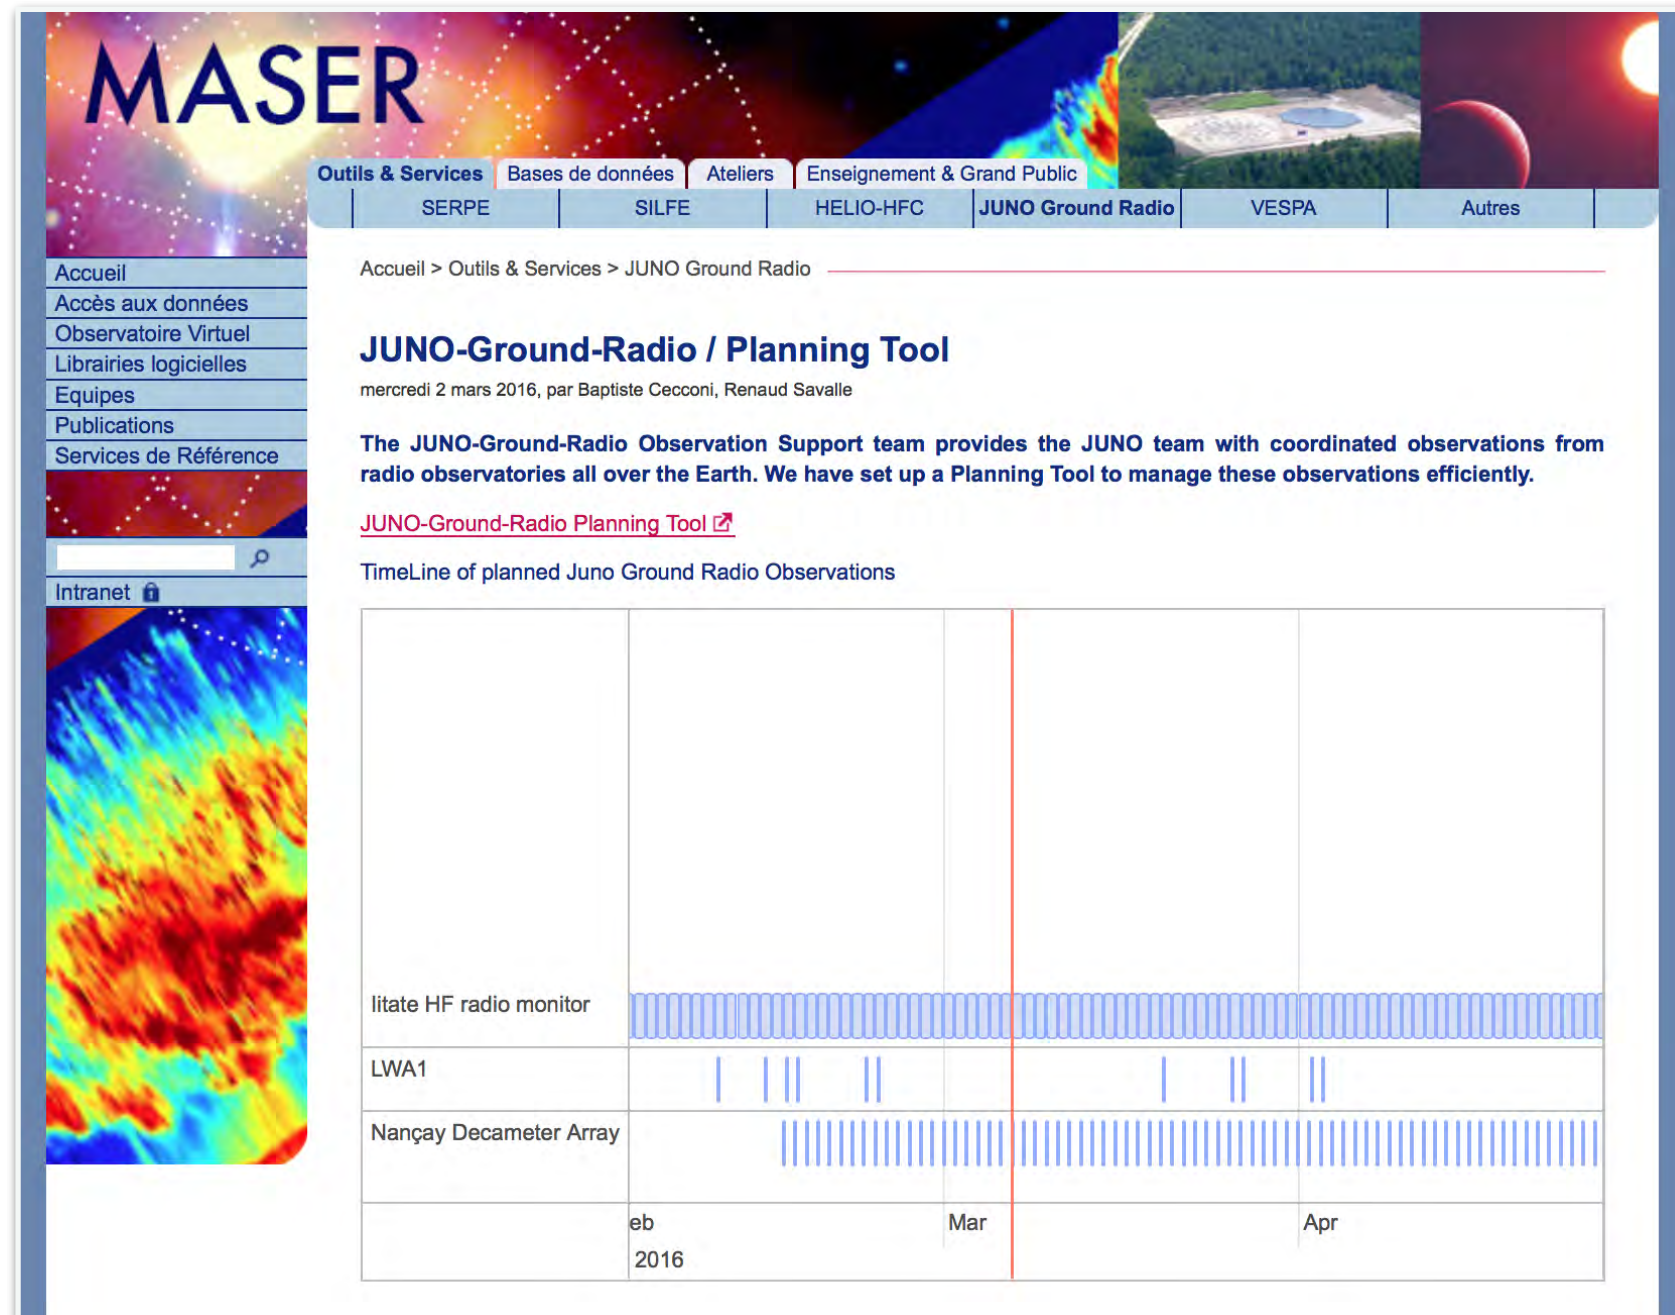 MASER
Outils & Services Bases de données Ateliers Enseignement & Grand Public
SERPE SILFE HELIO-HFC JUNO Ground Radio VESPA Autres
Accueil
Accès aux données
Observatoire Virtuel
Librairies logicielles
Equipes
Publications
Services de Référence
Intranet
Accueil > Outils & Services > JUNO Ground Radio
JUNO-Ground-Radio / Planning Tool
mercredi 2 mars 2016, par Baptiste Cecconi, Renaud Savalle
The JUNO-Ground-Radio Observation Support team provides the JUNO team with coordinated observations from
radio observatories all over the Earth. We have set up a Planning Tool to manage these observations efficiently.
JUNO-Ground-Radio Planning Tool
TimeLine of planned Juno Ground Radio Observations
Iitate HF radio monitor
LWA1
Nançay Decameter Array
eb Mar Apr
2016